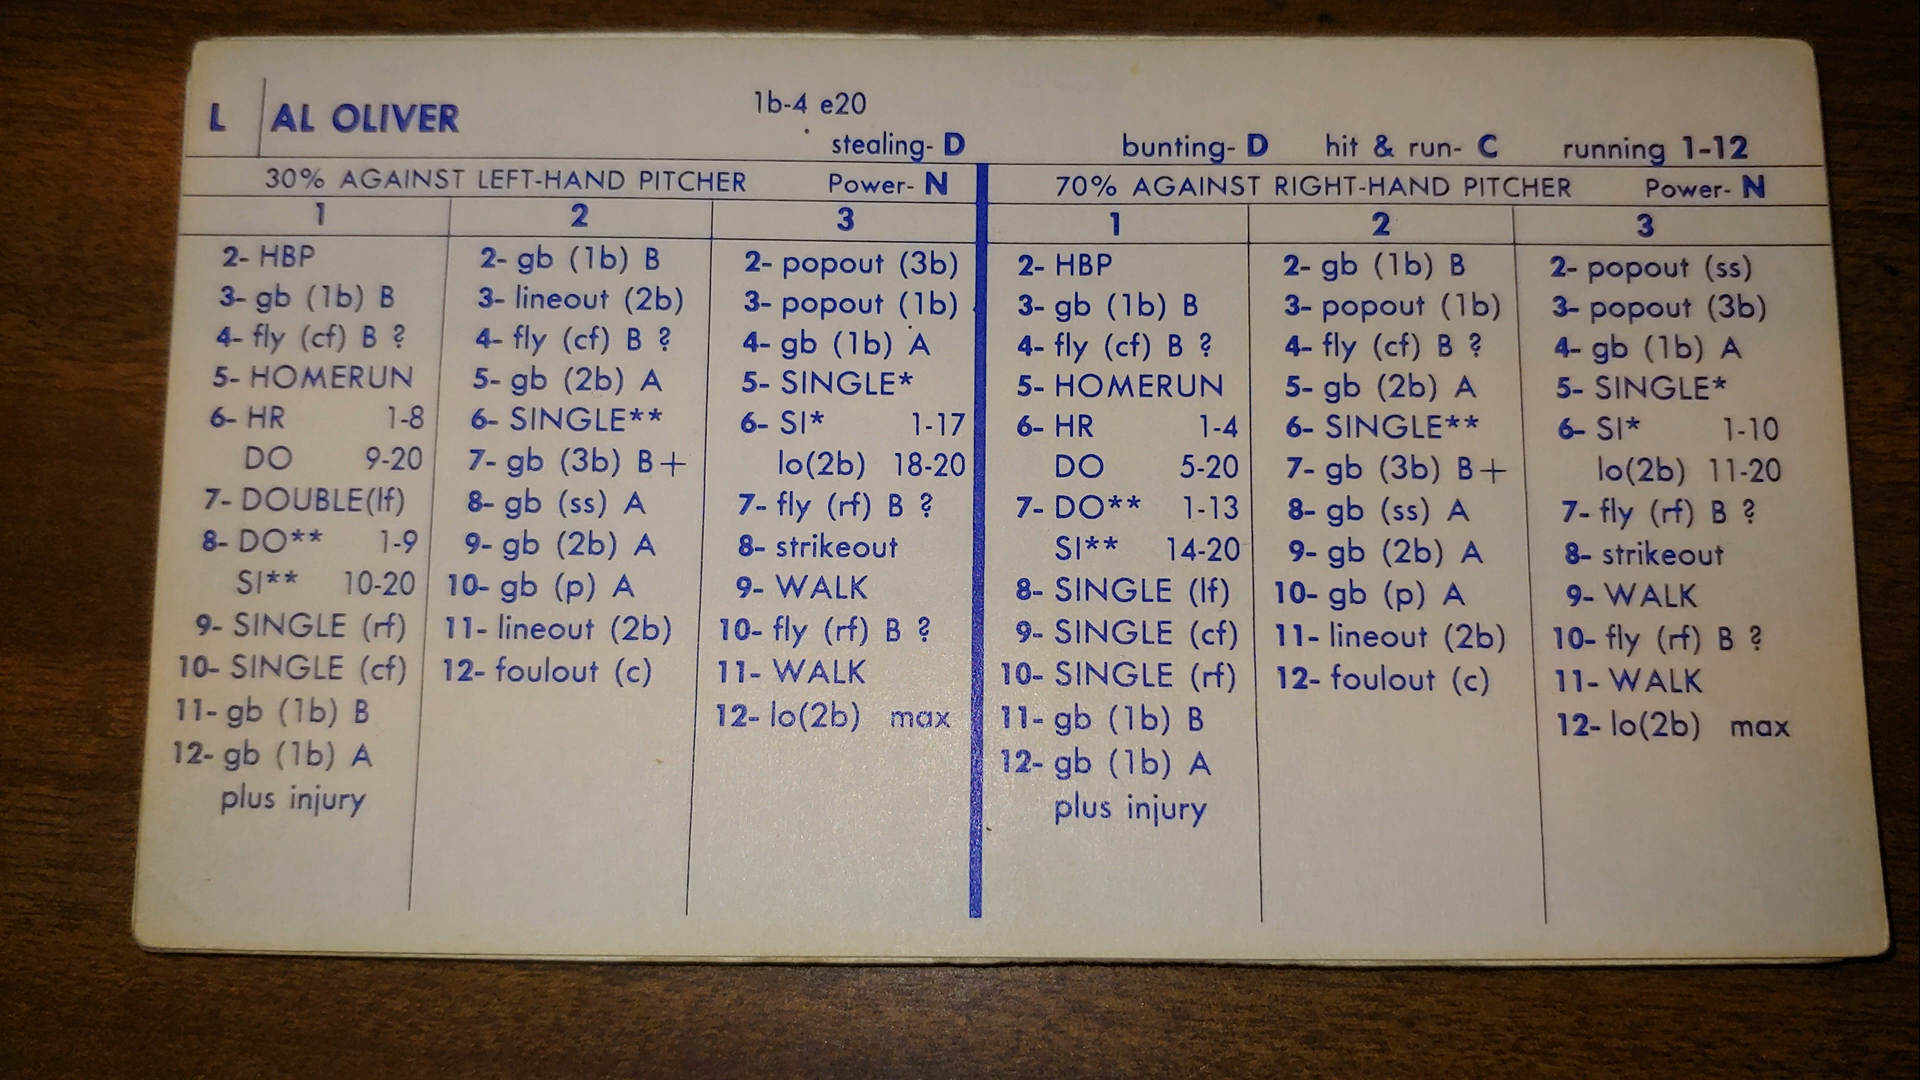 L AL OLIVER 1b-4 e20
stealing- D bunting- D hit & run- C running 1-12
30% AGAINST LEFT-HAND PITCHER Power- N
1 2 3
2- HBP 2- gb (1b) B 2- popout (3b)
3- gb (1b) B 3- lineout (2b) 3- popout (1b)
4- fly (cf) B ? 4- fly (cf) B ? 4- gb (1b) A
5- HOMERUN 5- gb (2b) A 5- SINGLE*
6- HR 1-8 6- SINGLE** 6- SI* 1-17
DO 9-20 7- gb (3b) B+ lo(2b) 18-20
7- DOUBLE(lf) 8- gb (ss) A 7- fly (rf) B ?
8- DO** 1-9 9- gb (2b) A 8- strikeout
SI** 10-20 10- gb (p) A 9- WALK
9- SINGLE (rf) 11- lineout (2b) 10- fly (rf) B ?
10- SINGLE (cf) 12- foulout (c) 11- WALK
11- gb (1b) B 12- lo(2b) max
12- gb (1b) A
plus injury
70% AGAINST RIGHT-HAND PITCHER Power- N
1 2 3
2- HBP 2- gb (1b) B 2- popout (ss)
3- gb (1b) B 3- popout (1b) 3- popout (3b)
4- fly (cf) B ? 4- fly (cf) B ? 4- gb (1b) A
5- HOMERUN 5- gb (2b) A 5- SINGLE*
6- HR 1-4 6- SINGLE** 6- SI* 1-10
DO 5-20 7- gb (3b) B+ lo(2b) 11-20
7- DO** 1-13 8- gb (ss) A 7- fly (rf) B ?
SI** 14-20 9- gb (2b) A 8- strikeout
8- SINGLE (lf) 10- gb (p) A 9- WALK
9- SINGLE (cf) 11- lineout (2b) 10- fly (rf) B ?
10- SINGLE (rf) 12- foulout (c) 11- WALK
11- gb (1b) B 12- lo(2b) max
12- gb (1b) A
plus injury